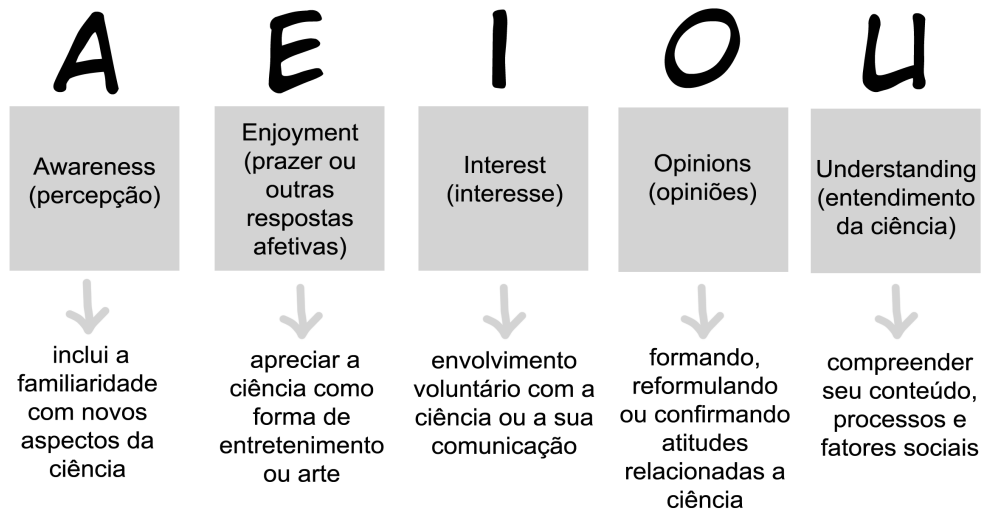 A
E
I
O
U
Awareness
(percepção)
Enjoyment
(prazer ou
outras
respostas
afetivas)
Interest
(interesse)
Opinions
(opiniões)
Understanding
(entendimento
da ciência)
inclui a
familiaridade
com novos
aspectos da
ciência
apreciar a
ciência como
forma de
entretenimento
ou arte
envolvimento
voluntário com a
ciência ou a sua
comunicação
formando,
reformulando
ou confirmando
atitudes
relacionadas a
ciência
compreender
seu conteúdo,
processos e
fatores sociais